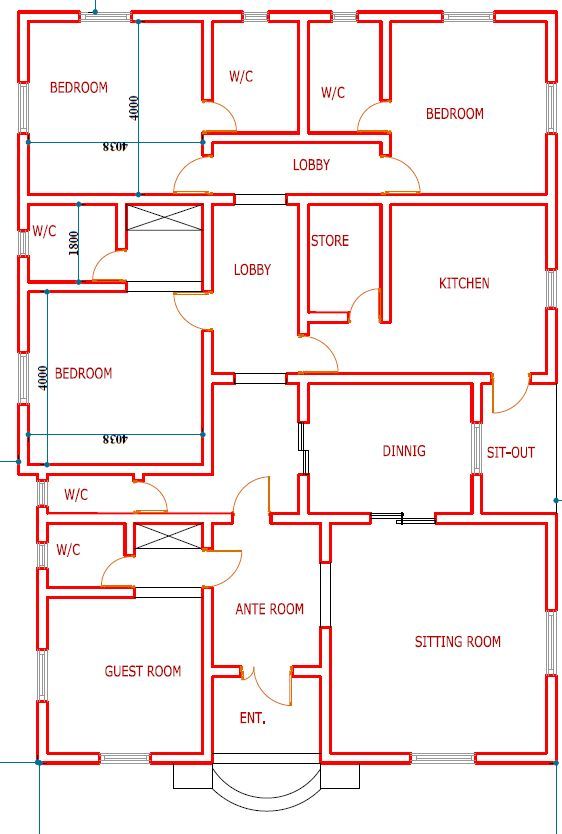 BEDROOM
W/C
W/C
BEDROOM
4000
4038
LOBBY
W/C
1800
LOBBY
STORE
KITCHEN
4000
BEDROOM
4038
DINNIG
SIT-OUT
W/C
W/C
ANTE ROOM
SITTING ROOM
GUEST ROOM
ENT.